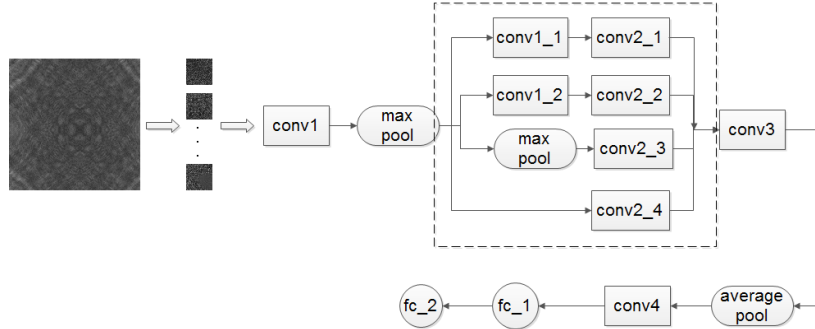 conv1
max
pool
conv1_1
conv2_1
conv1_2
conv2_2
max
pool
conv2_3
conv2_4
conv3
average
pool
conv4
fc_1
fc_2